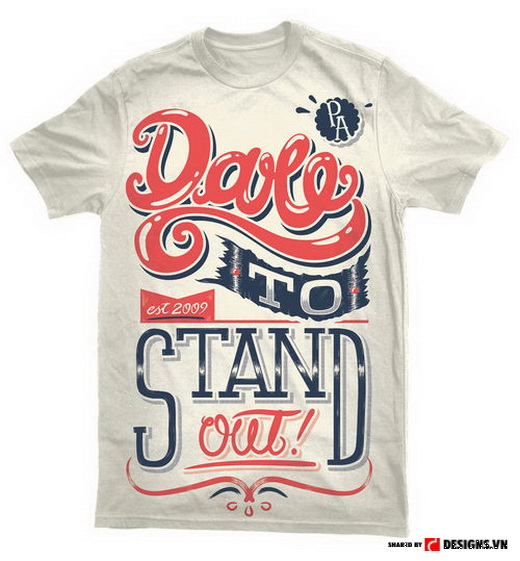 PA
Dare
TO
est 2009
STAND
out!
SHARED BY DESIGNS.VN